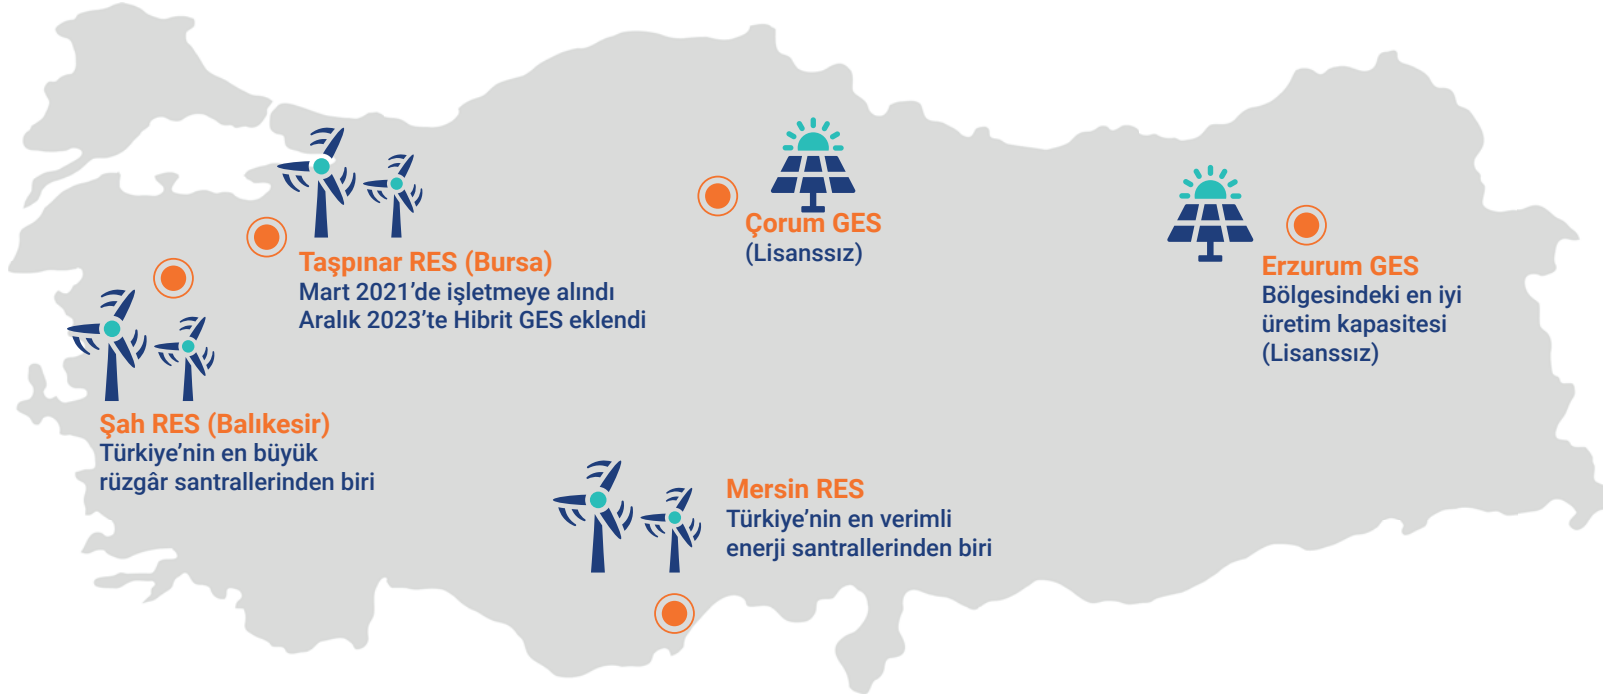 Taşpınar RES (Bursa)
Mart 2021’de işletmeye alındı
Aralık 2023’te Hibrit GES eklendi
Çorum GES
(Lisanssız)
Erzurum GES
Bölgesindeki en iyi
üretim kapasitesi
(Lisanssız)
Şah RES (Balıkesir)
Türkiye’nin en büyük
rüzgâr santrallerinden biri
Mersin RES
Türkiye’nin en verimli
enerji santrallerinden biri